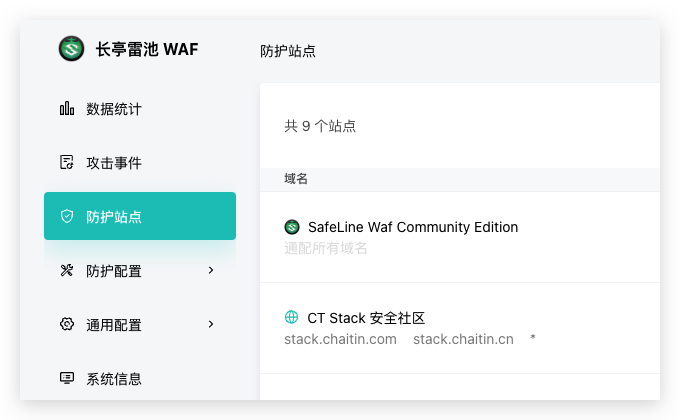 长亭雷池 WAF
数据统计
攻击事件
防护站点
防护配置
通用配置
系统信息
防护站点
共 9 个站点
域名
SafeLine Waf Community Edition
通配所有域名
CT Stack 安全社区
stack.chaitin.com stack.chaitin.cn *